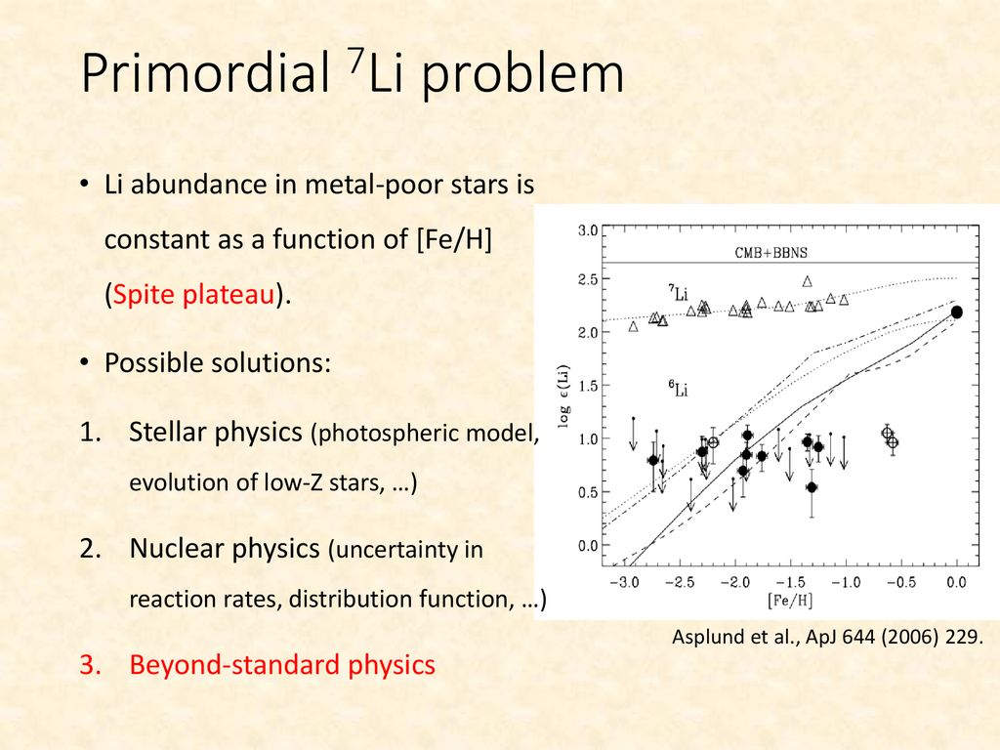 Primordial ⁷Li problem
• Li abundance in metal-poor stars is
constant as a function of [Fe/H]
(Spite plateau).
• Possible solutions:
1. Stellar physics (photospheric model,
evolution of low-Z stars, …)
2. Nuclear physics (uncertainty in
reaction rates, distribution function, …)
3. Beyond-standard physics
3.0
CMB+BBNS
2.5
⁷Li
2.0
1.5
⁶Li
log ε(Li)
1.0
0.5
0.0
−3.0 −2.5 −2.0 −1.5 −1.0 −0.5 0.0
[Fe/H]
Asplund et al., ApJ 644 (2006) 229.